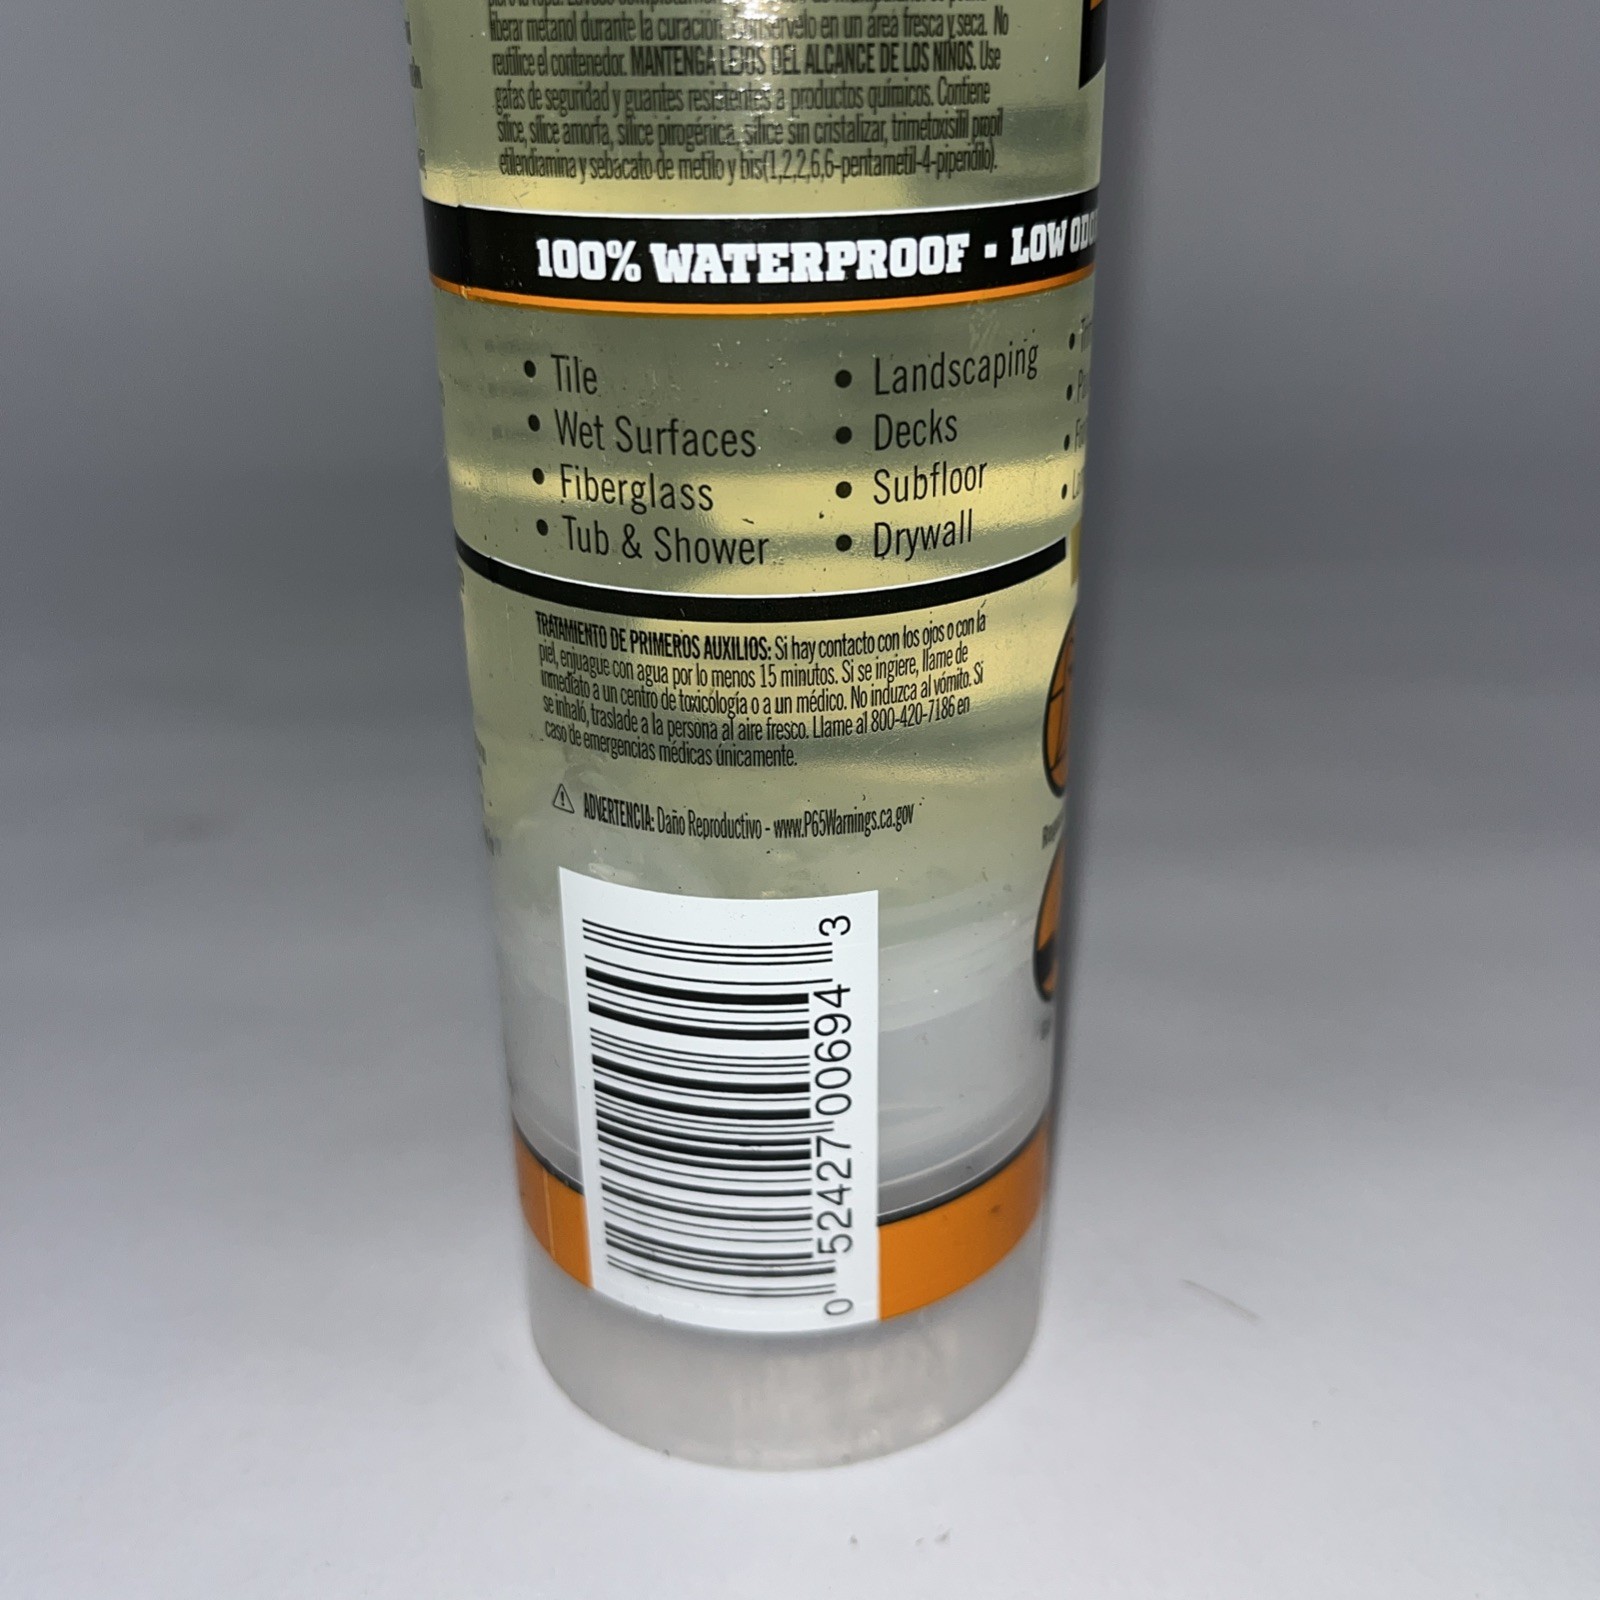 liberar metanol durante la curación. Consérvelo en un área fresca y seca. No
reutilice el contenedor. MANTENGA LEJOS DEL ALCANCE DE LOS NIÑOS. Use
gafas de seguridad y guantes resistentes a productos químicos. Contiene
sílice, sílice amorfa, sílice pirogénica, sílice sin cristalizar, trimetoxisilil propil
etilendiamina y sebacato de metilo y bis(1,2,2,6,6-pentametil-4-piperidilo).
100% WATERPROOF - LOW
• Tile
• Wet Surfaces
• Fiberglass
• Tub & Shower
• Landscaping
• Decks
• Subfloor
• Drywall
TRATAMIENTO DE PRIMEROS AUXILIOS: Si hay contacto con los ojos o con la
piel, enjuague con agua por lo menos 15 minutos. Si se ingiere, llame de
inmediato a un centro de toxicología o a un médico. No induzca al vómito. Si
se inhaló, traslade a la persona al aire fresco. Llame al 800-420-7186 en
caso de emergencias médicas únicamente.
ADVERTENCIA: Daño Reproductivo - www.P65Warnings.ca.gov
0 52427 00694 3